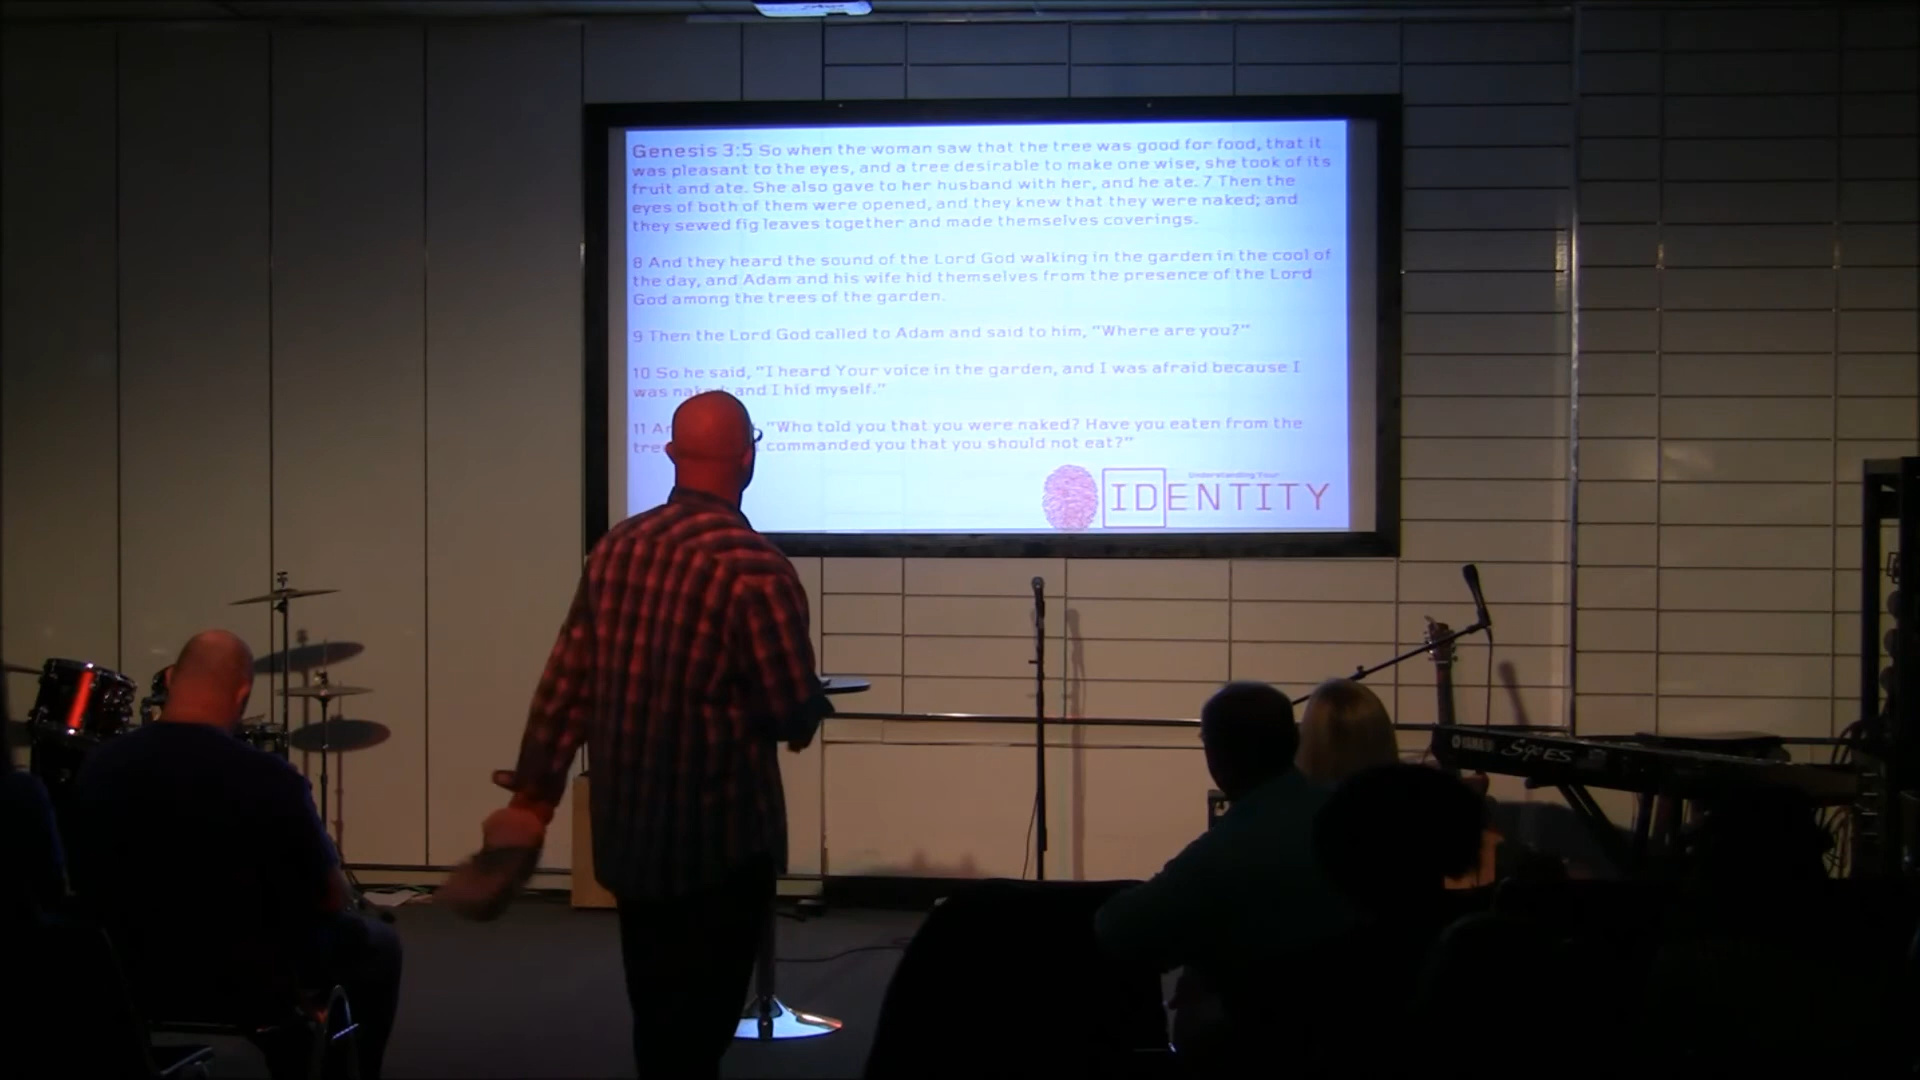 Genesis 3:5 So when the woman saw that the tree was good for food, that it
was pleasant to the eyes, and a tree desirable to make one wise, she took of its
fruit and ate. She also gave to her husband with her, and he ate. 7 Then the
eyes of both of them were opened, and they knew that they were naked; and
they sewed fig leaves together and made themselves coverings.
8 And they heard the sound of the Lord God walking in the garden in the cool of
the day, and Adam and his wife hid themselves from the presence of the Lord
God among the trees of the garden.
9 Then the Lord God called to Adam and said to him, "Where are you?"
10 So he said, "I heard Your voice in the garden, and I was afraid because I
was and I hid myself."
11 "Who told you that you were naked? Have you eaten from the
commanded you that you should not eat?"
Understanding Your
IDENTITY
YAMAHA S90 ES